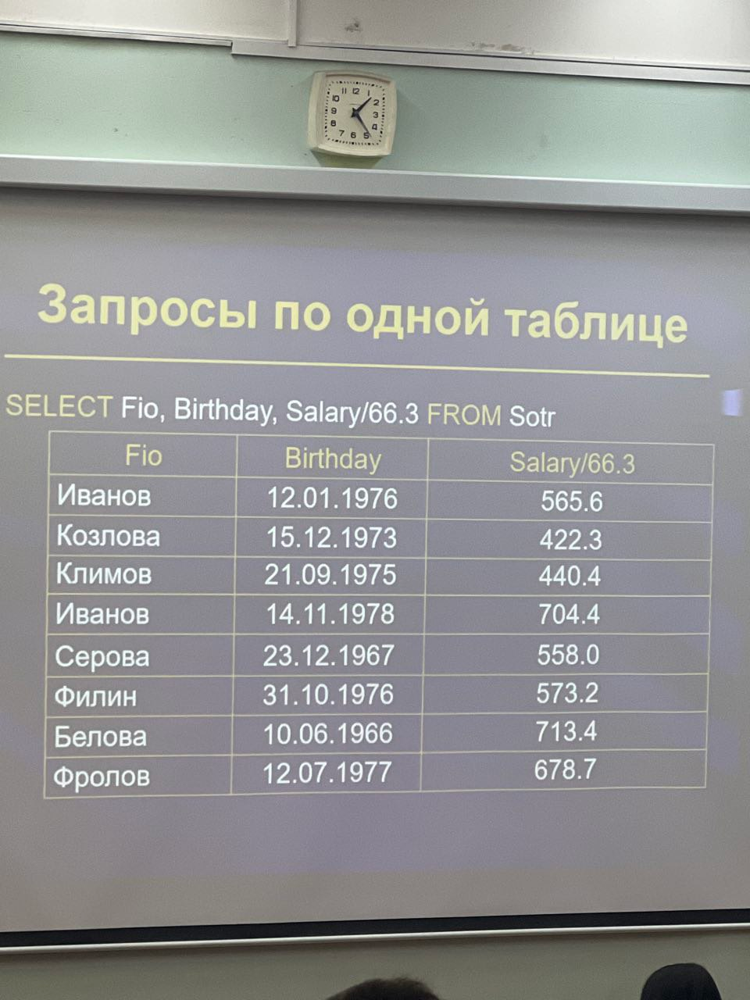 11 12 1
10 2
9 3
8 4
7 6 5
Запросы по одной таблице
SELECT Fio, Birthday, Salary/66.3 FROM Sotr
Fio Birthday Salary/66.3
Иванов 12.01.1976 565.6
Козлова 15.12.1973 422.3
Климов 21.09.1975 440.4
Иванов 14.11.1978 704.4
Серова 23.12.1967 558.0
Филин 31.10.1976 573.2
Белова 10.06.1966 713.4
Фролов 12.07.1977 678.7